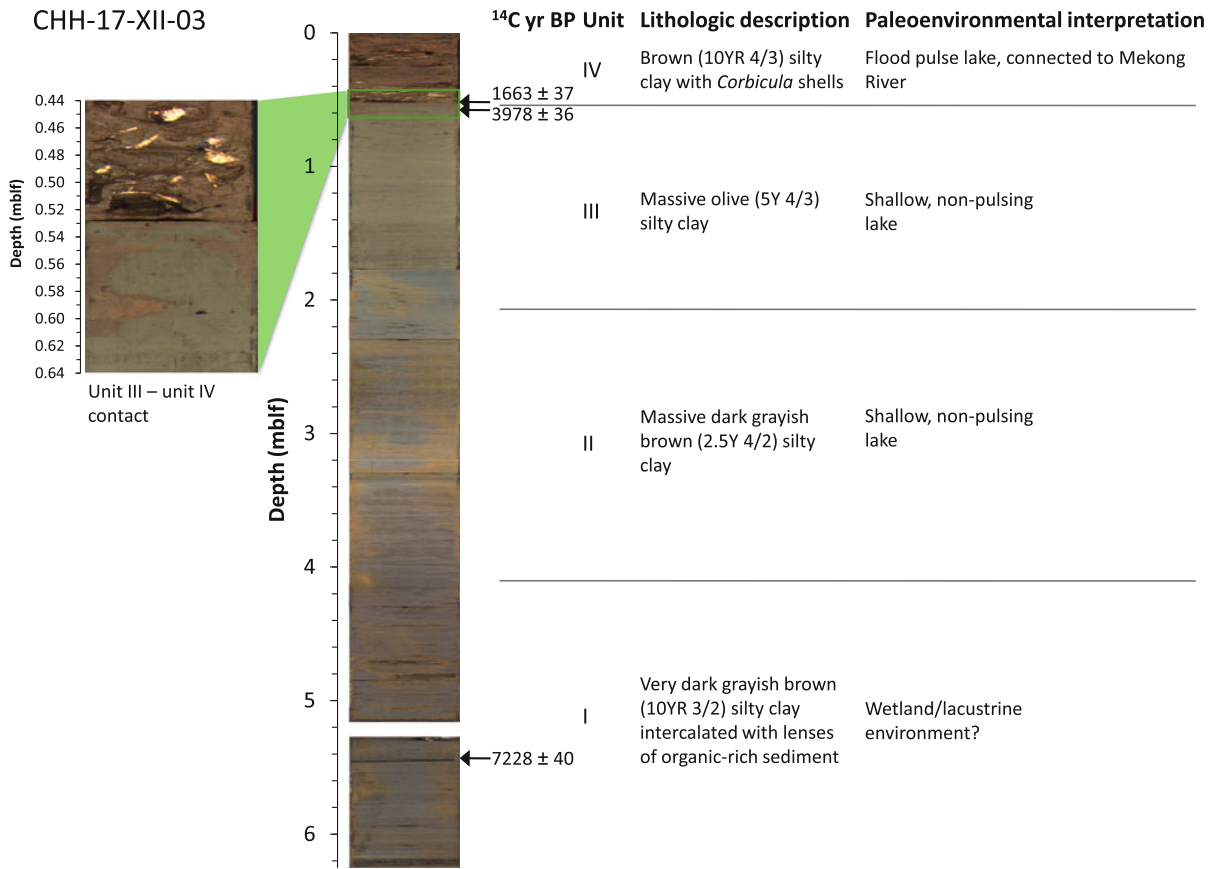 CHH-17-XII-03
0.44
0.46
0.48
0.50
0.52
0.54
0.56
0.58
0.60
0.62
0.64
Depth (mblf)
Unit III – unit IV
contact
Depth (mblf)
0
1
2
3
4
5
6
¹⁴C yr BP
1663 ± 37
3978 ± 36
7228 ± 40
Unit
Lithologic description
Paleoenvironmental interpretation
IV
Brown (10YR 4/3) silty
clay with Corbicula shells
Flood pulse lake, connected to Mekong
River
III
Massive olive (5Y 4/3)
silty clay
Shallow, non-pulsing
lake
II
Massive dark grayish
brown (2.5Y 4/2) silty
clay
Shallow, non-pulsing
lake
I
Very dark grayish brown
(10YR 3/2) silty clay
intercalated with lenses
of organic-rich sediment
Wetland/lacustrine
environment?